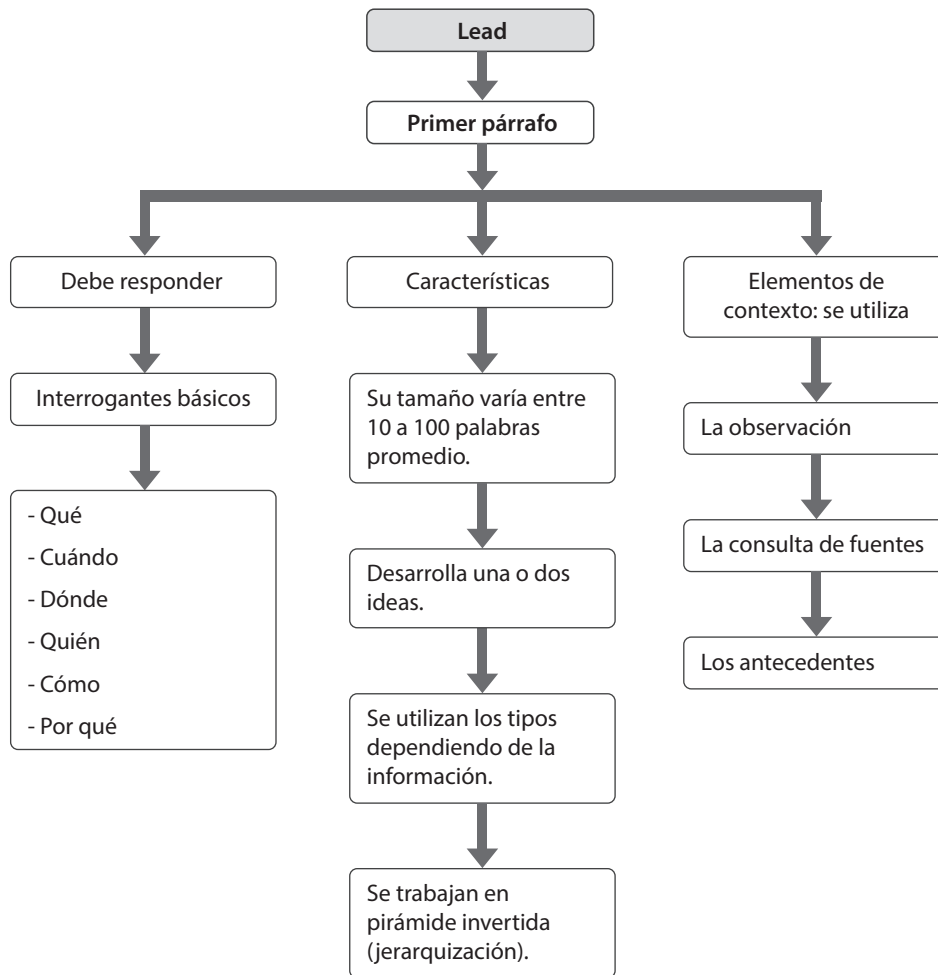 Lead
Primer párrafo
Debe responder
Interrogantes básicos
- Qué
- Cuándo
- Dónde
- Quién
- Cómo
- Por qué
Características
Su tamaño varía entre
10 a 100 palabras
promedio.
Desarrolla una o dos
ideas.
Se utilizan los tipos
dependiendo de la
información.
Se trabajan en
pirámide invertida
(jerarquización).
Elementos de
contexto: se utiliza
La observación
La consulta de fuentes
Los antecedentes